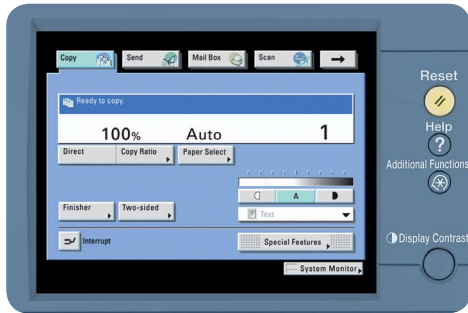 Copy Send Mail Box Scan
Ready to copy.
100% Auto 1
Direct Copy Ratio Paper Select
A
Text
Finisher Two-sided
Interrupt
Special Features
System Monitor
Reset
Help
?
Additional Functions
Display Contrast